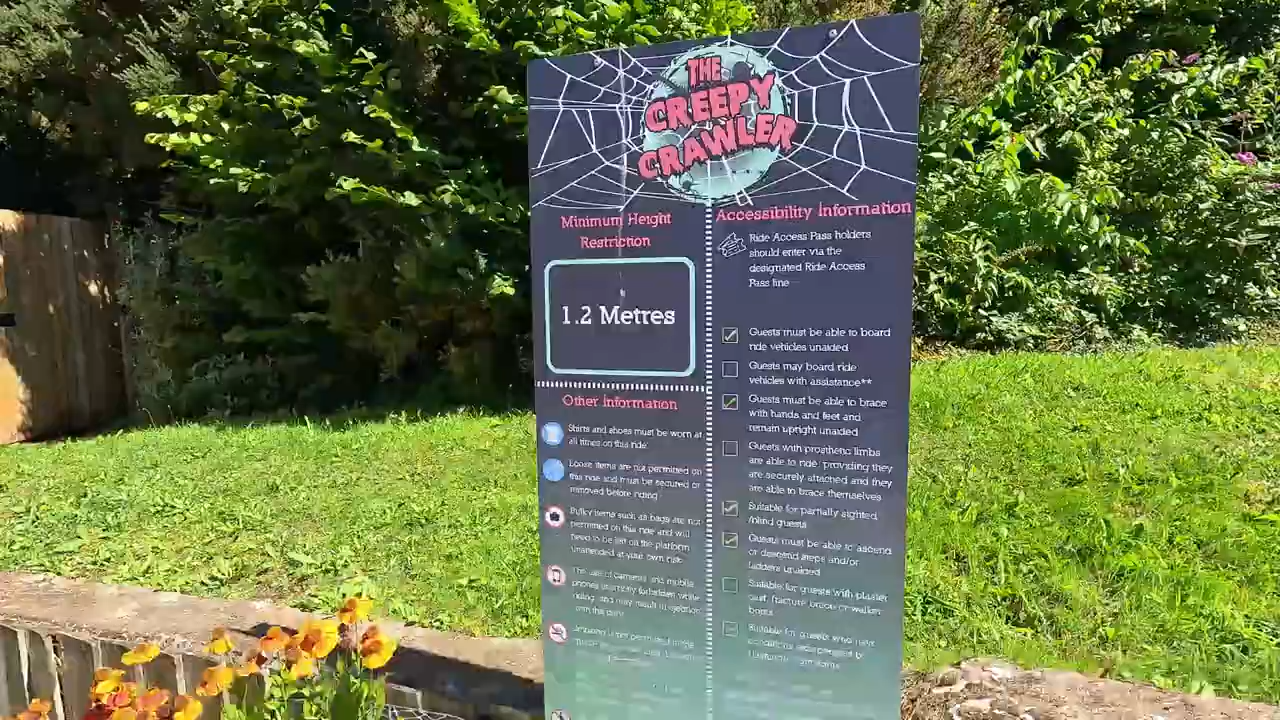 THE
CREEPY
CRAWLER
Minimum Height
Restriction
1.2 Metres
Other Information
Shirts and shoes must be worn at
all times on this ride
Loose items are not permitted on
this ride and must be secured or
removed before riding
Bulky items such as bags are not
permitted on this ride and will
need to be left on the platform
unattended at your own risk
The use of cameras and mobile
phones is strictly forbidden while
riding, and may result in ejection
from the park
Accessibility Information
Ride Access Pass holders
should enter via the
designated Ride Access
Pass line
Guests must be able to board
ride vehicles unaided
Guests may board ride
vehicles with assistance**
Guests must be able to brace
with hands and feet and
remain upright unaided
Guests with prosthetic limbs
are able to ride, providing they
are securely attached and they
are able to brace themselves
Suitable for partially sighted
/blind guests
Guests must be able to ascend
or descend steps and/or
ladders unaided
Suitable for guests with plaster
cast, fracture brace or walker
boots
Suitable for guests who have